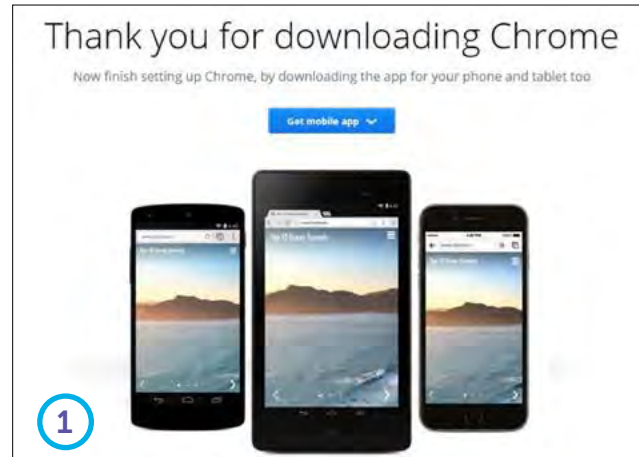 Thank you for downloading Chrome
Now finish setting up Chrome, by downloading the app for your phone and tablet too
Get mobile app
1